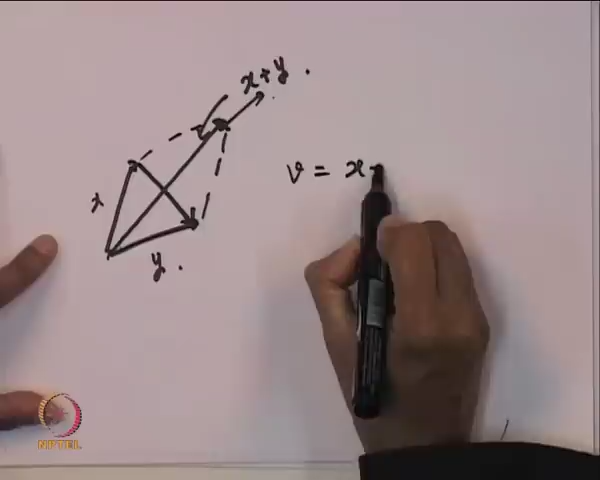 x+y.
v = x-
x
y.
NPTEL